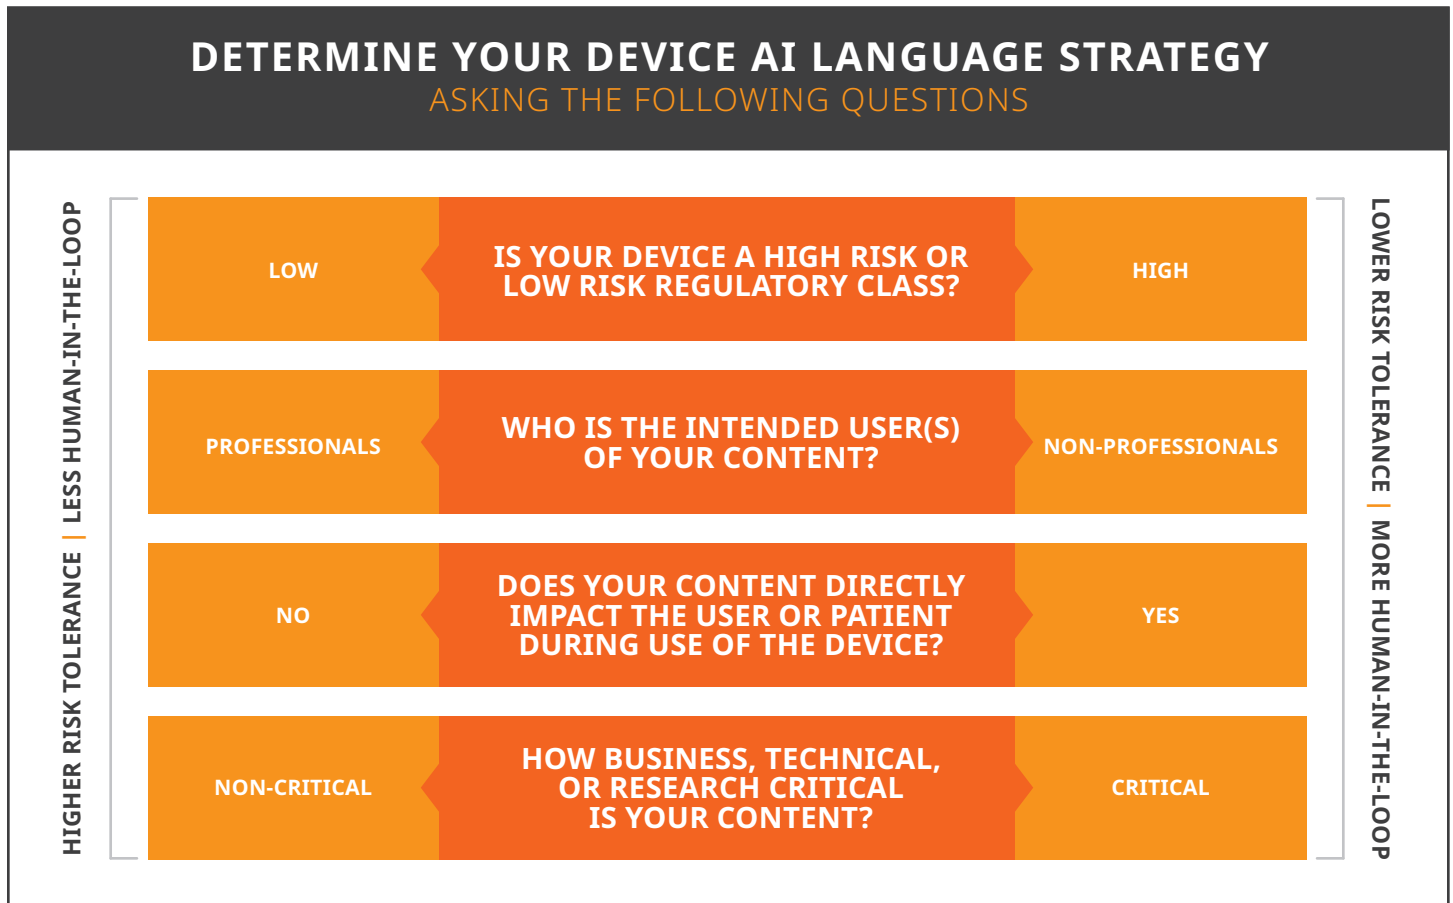 DETERMINE YOUR DEVICE AI LANGUAGE STRATEGY
ASKING THE FOLLOWING QUESTIONS
HIGHER RISK TOLERANCE | LESS HUMAN-IN-THE-LOOP
LOW
IS YOUR DEVICE A HIGH RISK OR
LOW RISK REGULATORY CLASS?
HIGH
PROFESSIONALS
WHO IS THE INTENDED USER(S)
OF YOUR CONTENT?
NON-PROFESSIONALS
NO
DOES YOUR CONTENT DIRECTLY
IMPACT THE USER OR PATIENT
DURING USE OF THE DEVICE?
YES
NON-CRITICAL
HOW BUSINESS, TECHNICAL,
OR RESEARCH CRITICAL
IS YOUR CONTENT?
CRITICAL
LOWER RISK TOLERANCE | MORE HUMAN-IN-THE-LOOP